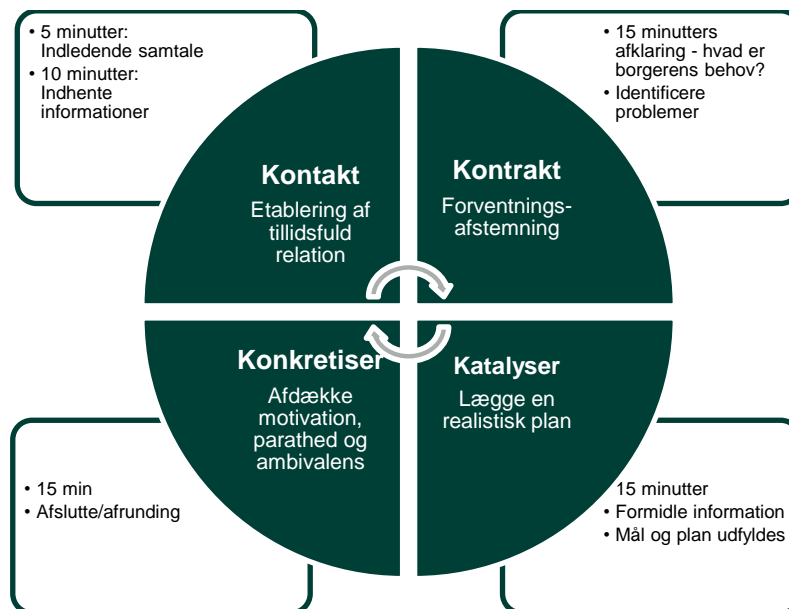 • 5 minutter:
Indledende samtale
• 10 minutter:
Indhente
informationer
• 15 minutters
afklaring - hvad er
borgerens behov?
• Identificere
problemer
Kontakt
Etablering af
tillidsfuld
relation
Kontrakt
Forventnings-
afstemning
Konkretiser
Afdække
motivation,
parathed og
ambivalens
Katalyser
Lægge en
realistisk plan
• 15 min
• Afslutte/afrunding
15 minutter
• Formidle information
• Mål og plan udfyldes